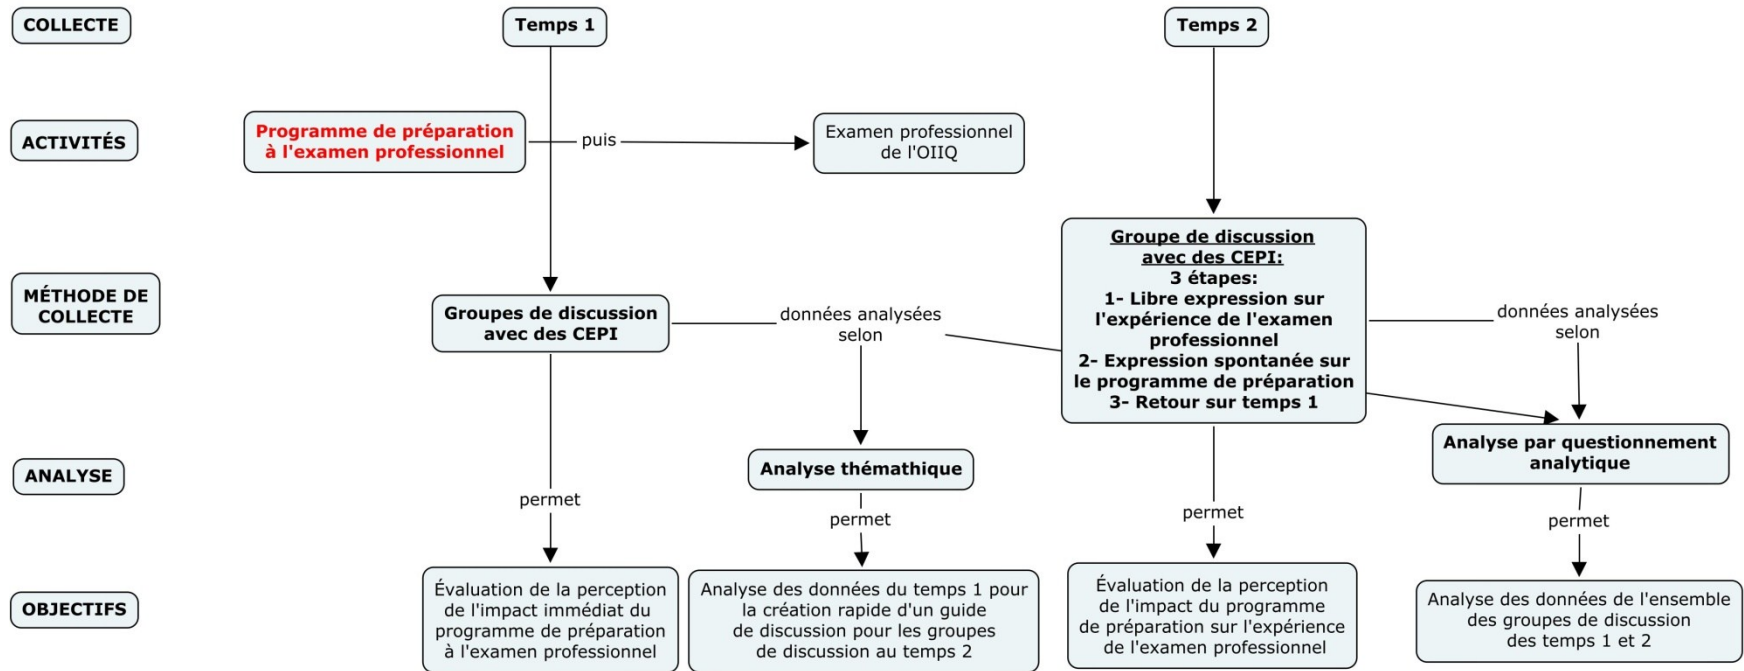 COLLECTE
Temps 1
Temps 2
ACTIVITÉS
Programme de préparation
à l'examen professionnel
puis
Examen professionnel
de l'OIIQ
MÉTHODE DE
COLLECTE
Groupes de discussion
avec des CEPI
données analysées
selon
Groupe de discussion
avec des CEPI:
3 étapes:
1- Libre expression sur
l'expérience de l'examen
professionnel
2- Expression spontanée sur
le programme de préparation
3- Retour sur temps 1
données analysées
selon
ANALYSE
Analyse thémathique
Analyse par questionnement
analytique
permet
permet
permet
permet
OBJECTIFS
Évaluation de la perception
de l'impact immédiat du
programme de préparation
à l'examen professionnel
Analyse des données du temps 1 pour
la création rapide d'un guide
de discussion pour les groupes
de discussion au temps 2
Évaluation de la perception
de l'impact du programme
de préparation sur l'expérience
de l'examen professionnel
Analyse des données de l'ensemble
des groupes de discussion
des temps 1 et 2